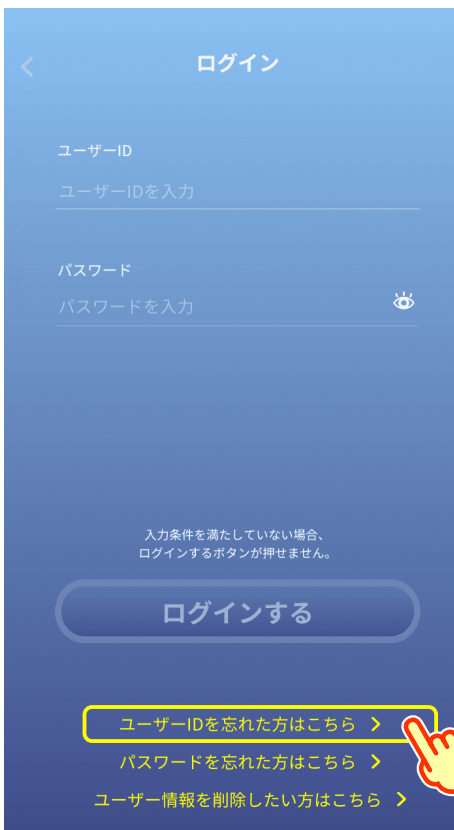 ログイン
ユーザーID
ユーザーIDを入力
パスワード
パスワードを入力
入力条件を満たしていない場合、
ログインするボタンが押せません。
ログインする
ユーザーIDを忘れた方はこちら
パスワードを忘れた方はこちら
ユーザー情報を削除したい方はこちら